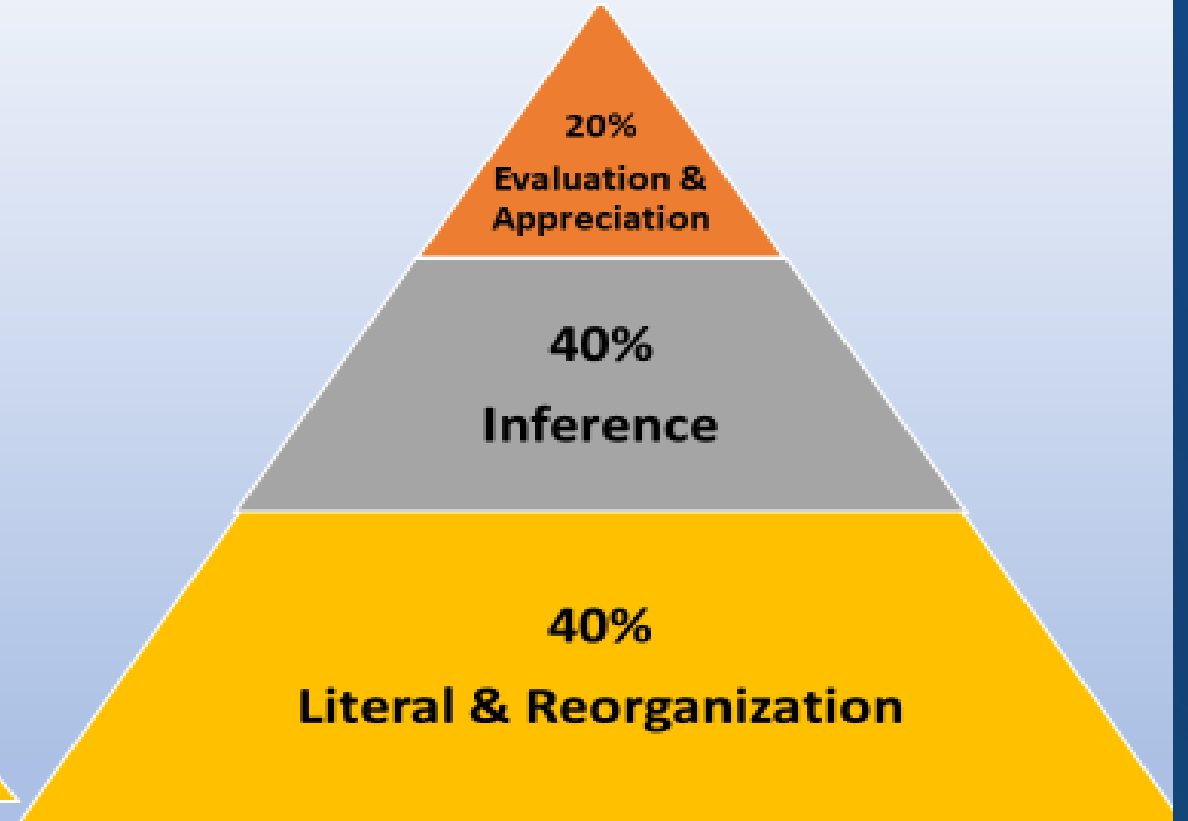 20%
Evaluation &
Appreciation
40%
Inference
40%
Literal & Reorganization